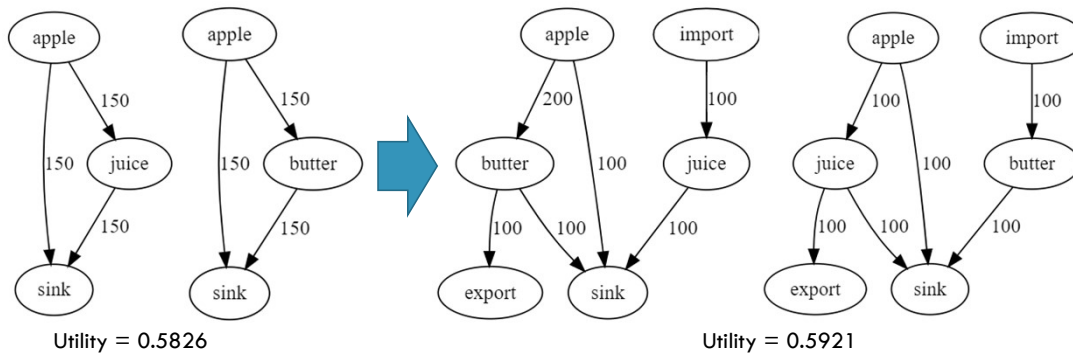 apple
apple
apple
import
apple
import
150
150
200
100
100
100
150
juice
150
butter
butter
100
juice
juice
100
butter
150
150
100
100
100
100
100
100
sink
sink
export
sink
export
sink
Utility = 0.5826
Utility = 0.5921